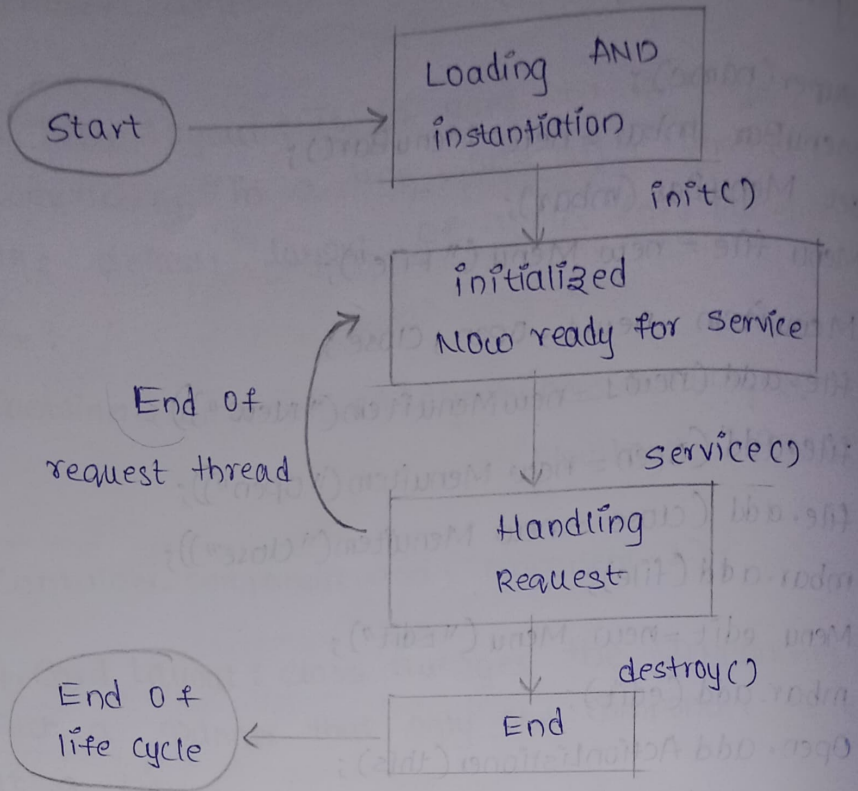 Start
Loading AND
instantiation
init()
initialized
Now ready for service
End of
request thread
service()
Handling
Request
destroy()
End of
life cycle
End